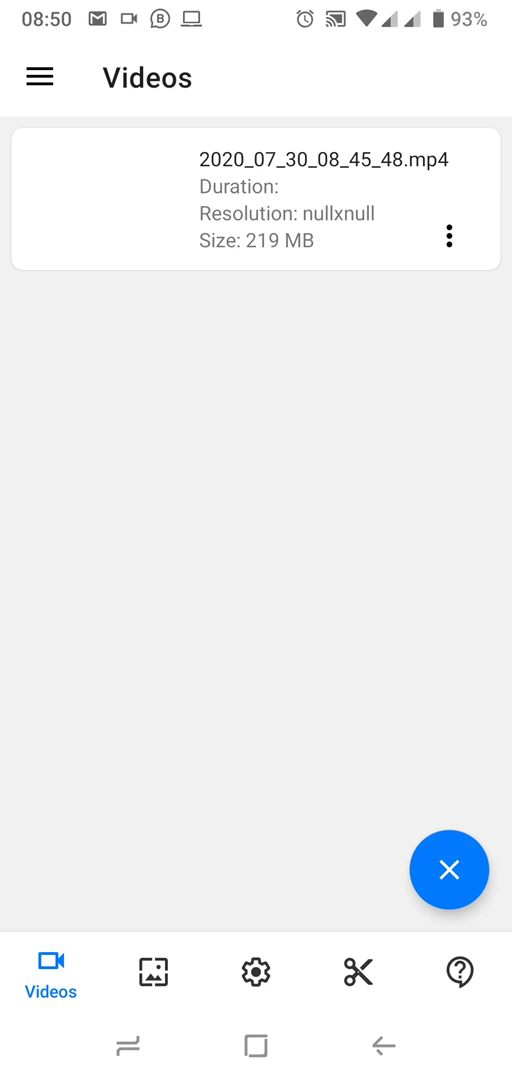 08:50
93%
Videos
2020_07_30_08_45_48.mp4
Duration:
Resolution: nullxnull
Size: 219 MB
Videos